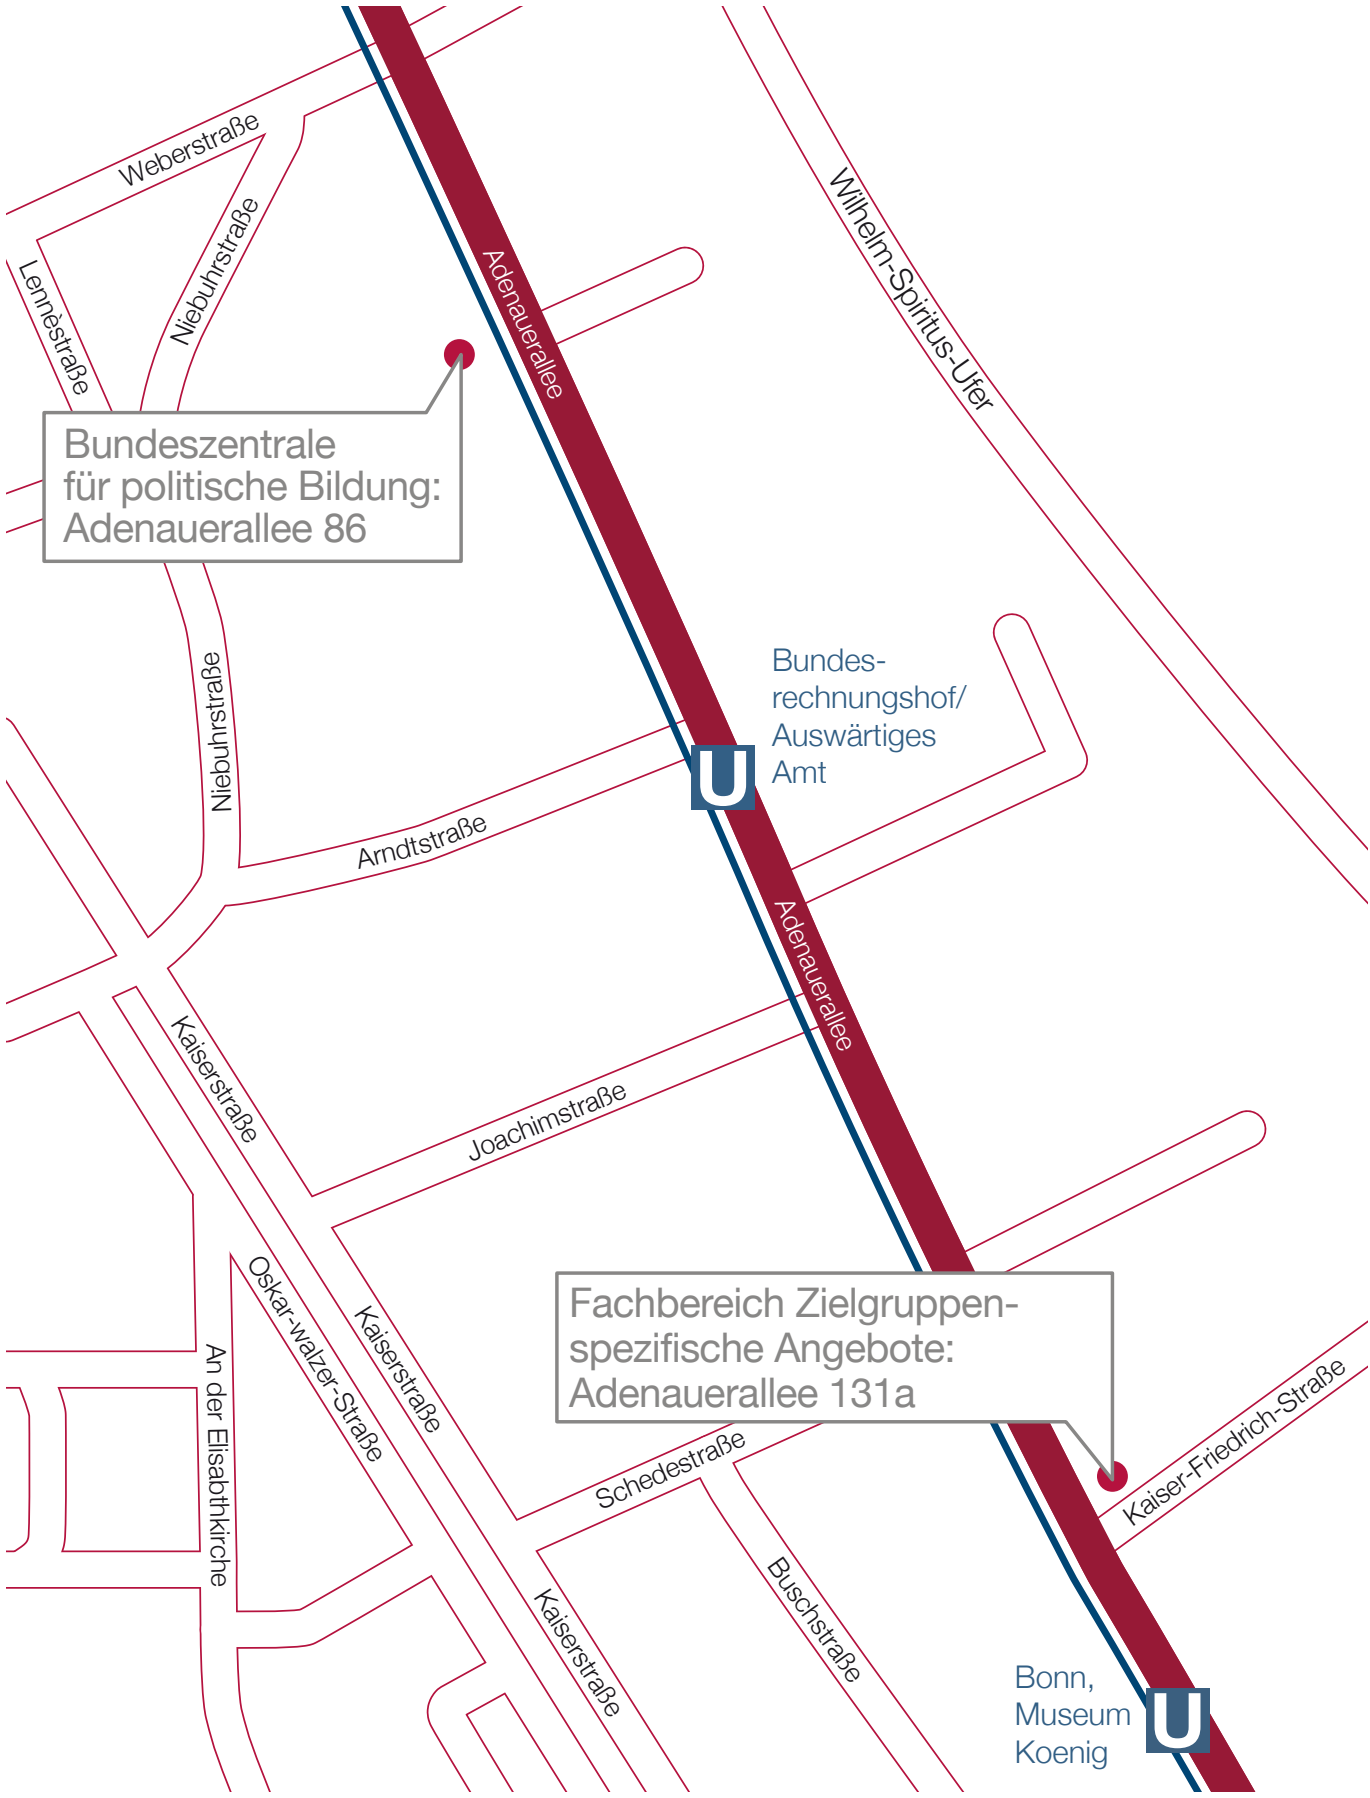 Weberstraße
Niebuhrstraße
Lennèstraße
Adenauerallee
Wilhelm-Spiritus-Ufer
Bundeszentrale
für politische Bildung:
Adenauerallee 86
Niebuhrstraße
Bundes-
rechnungshof/
Auswärtiges
Amt
U
Arndtstraße
Adenauerallee
Kaiserstraße
Joachimstraße
Oskar-walzer-Straße
Kaiserstraße
An der Elisabthkirche
Fachbereich Zielgruppen-
spezifische Angebote:
Adenauerallee 131a
Kaiser-Friedrich-Straße
Schedestraße
Buschstraße
Kaiserstraße
Bonn,
Museum
Koenig
U